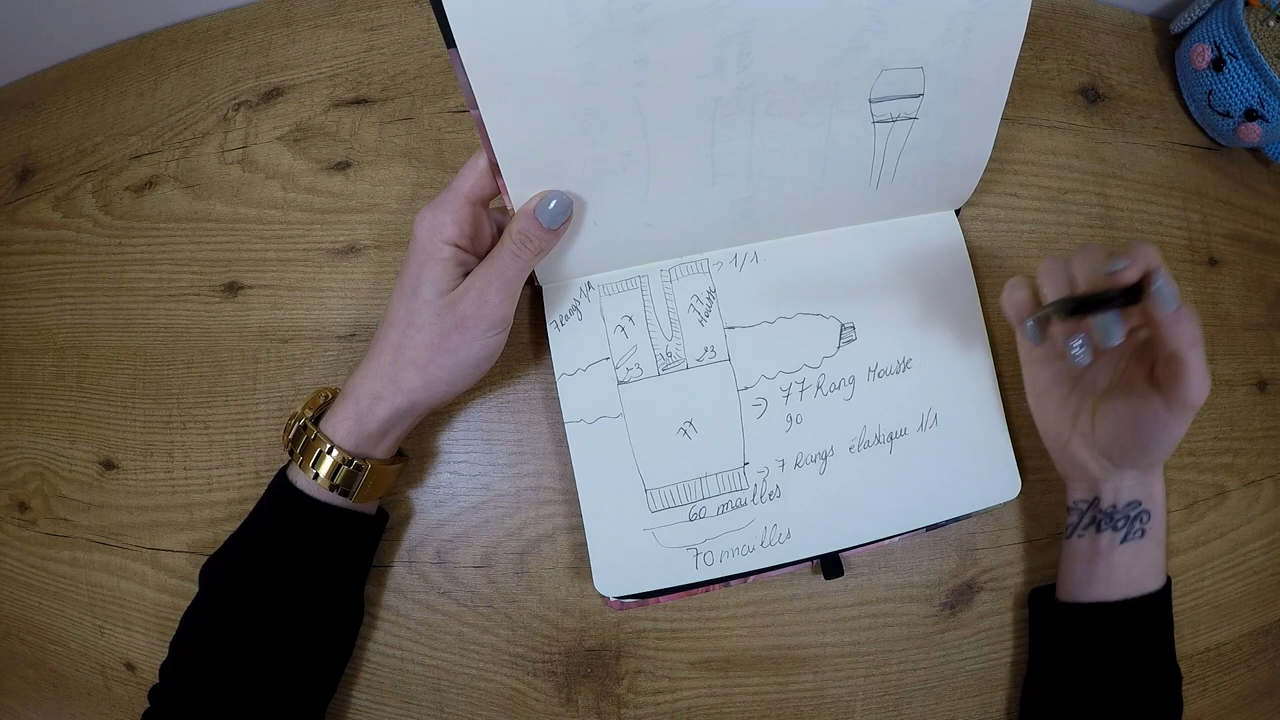 7 Rangs 1/1
1/1.
77
77
Mousse
23
16
23
77
77 Rang Mousse
90
7 Rangs élastique 1/1
60 mailles
70 mailles